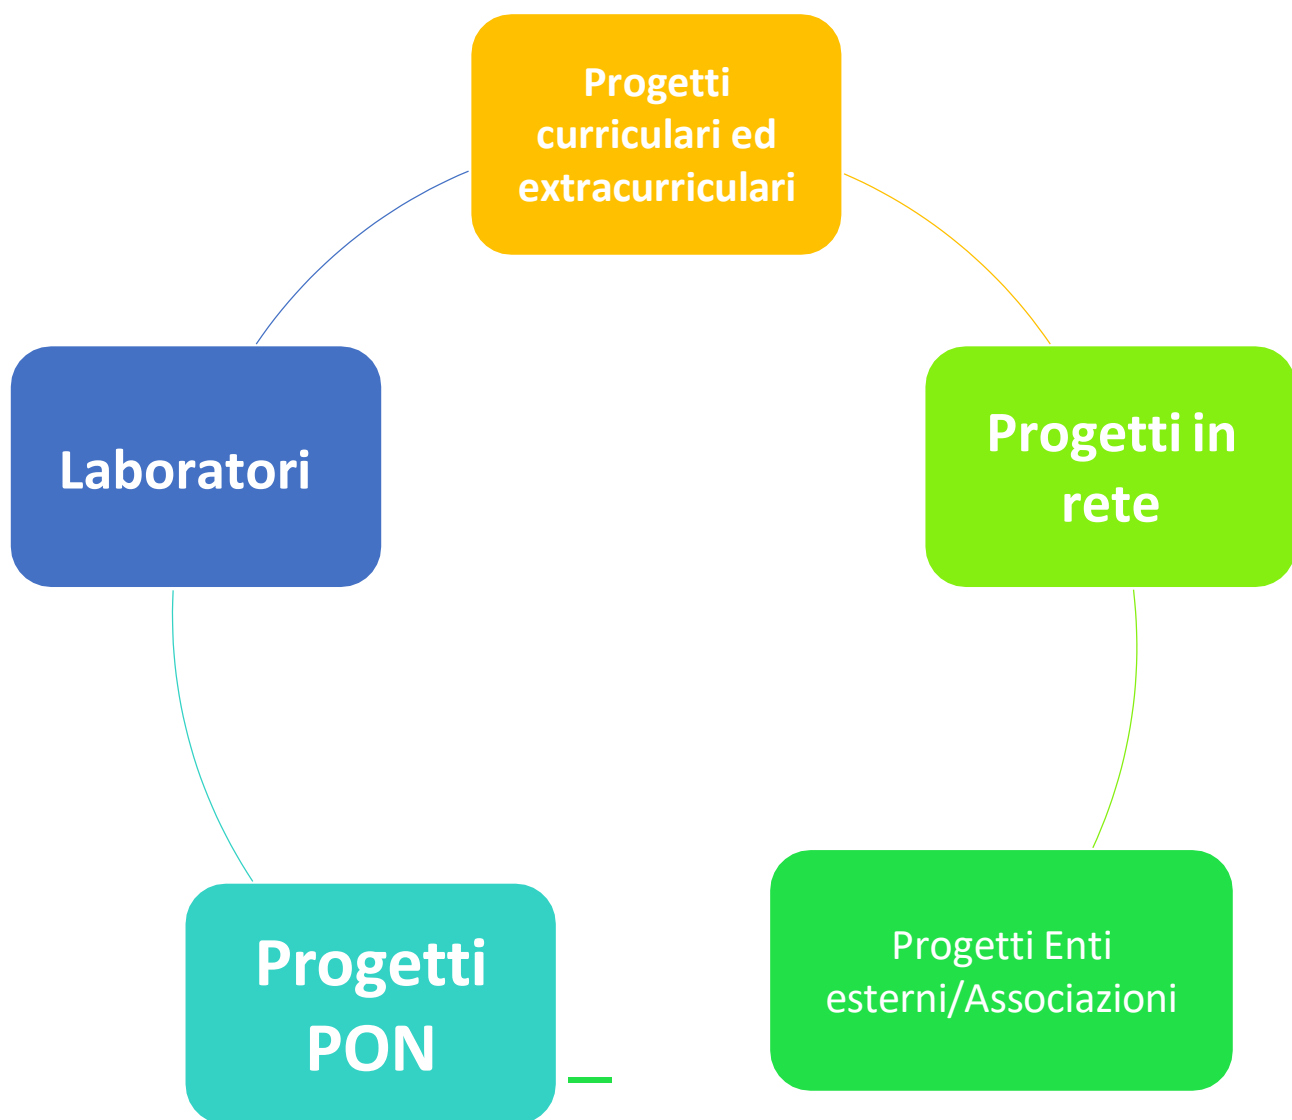 Progetti
curriculari ed
extracurriculari
Laboratori
Progetti in
rete
Progetti
PON
Progetti Enti
esterni/Associazioni